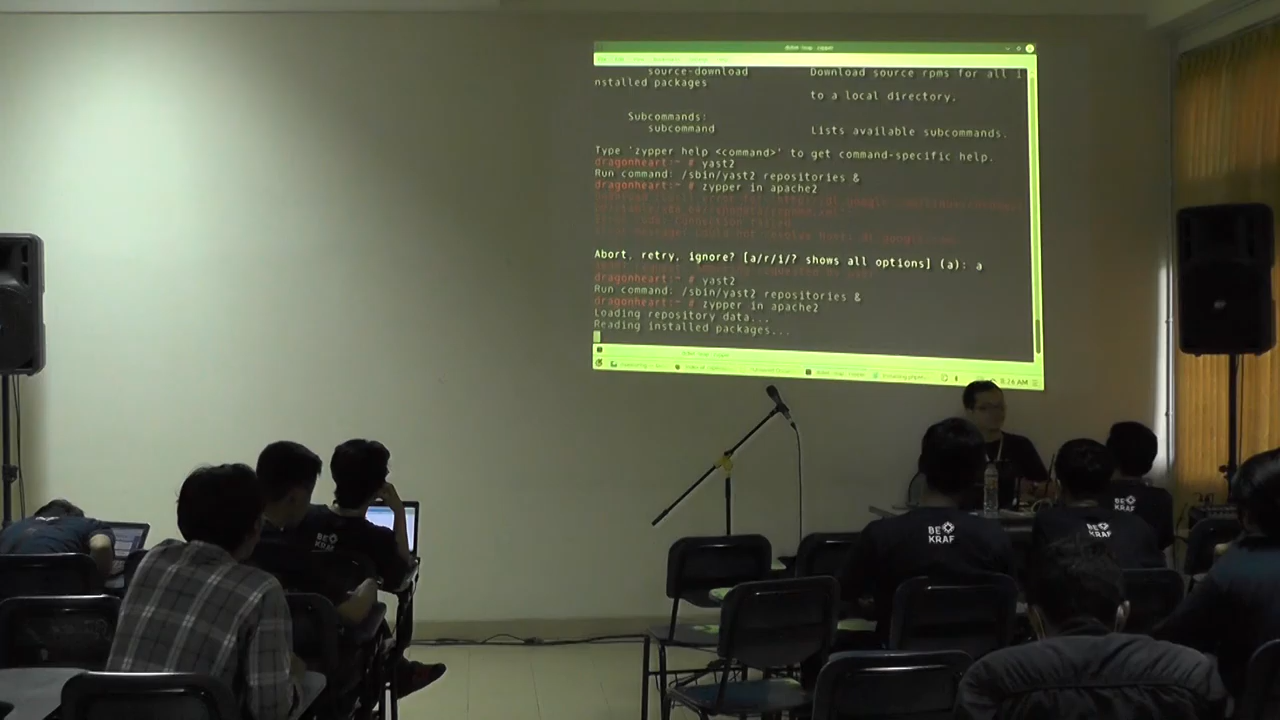 source-download Download source rpms for all i
nstalled packages
to a local directory.
Subcommands:
subcommand Lists available subcommands.
Type 'zypper help <command>' to get command-specific help.
dragonheart:~ # yast2
Run command: /sbin/yast2 repositories &
dragonheart:~ # zypper in apache2
Abort, retry, ignore? [a/r/i/? shows all options] (a): a
dragonheart:~ # yast2
Run command: /sbin/yast2 repositories &
dragonheart:~ # zypper in apache2
Loading repository data...
Reading installed packages...
BE
KRAF
BE
KRAF
BE
KRAF
BE
KRAF